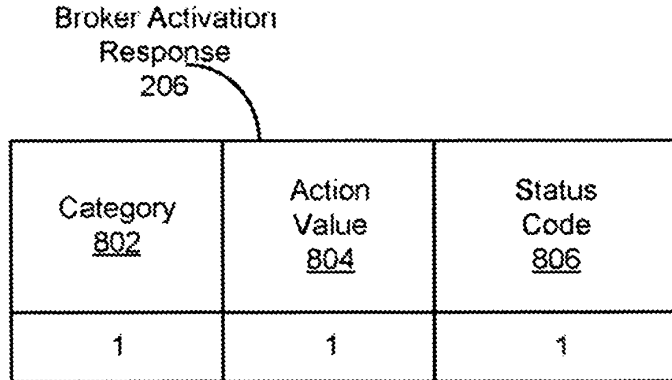 Broker Activation
Response
206
Category
802
Action
Value
804
Status
Code
806
1
1
1